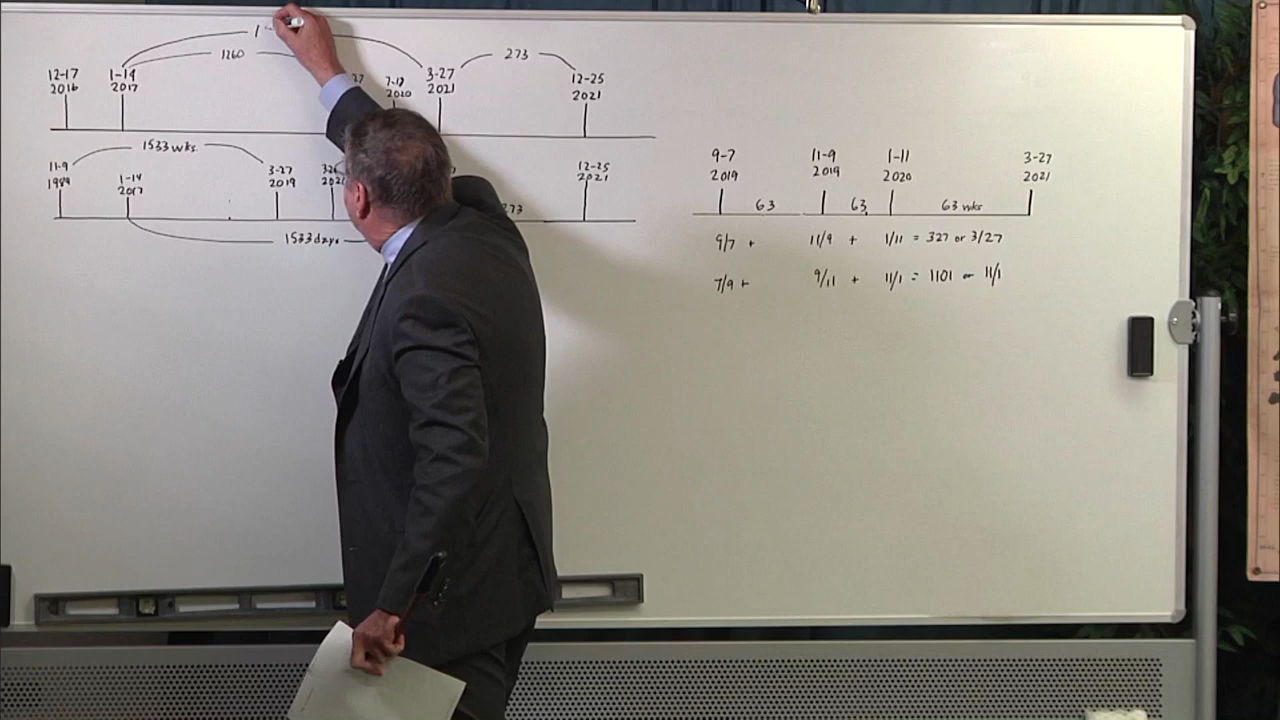 1
1260
273
12-17 1-14 27 7-18 3-27 12-25
2016 2017 2020 2021 2021
1533 wks
11-9 1-14 3-27 12-25
1989 2017 2019 2021
273
1533 days
9-7 11-9 1-11 3-27
2019 2019 2020 2021
63 63 63 wks
9/7 + 11/9 + 1/11 = 327 or 3/27
7/9 + 9/11 + 11/1 = 1101 or 11/1